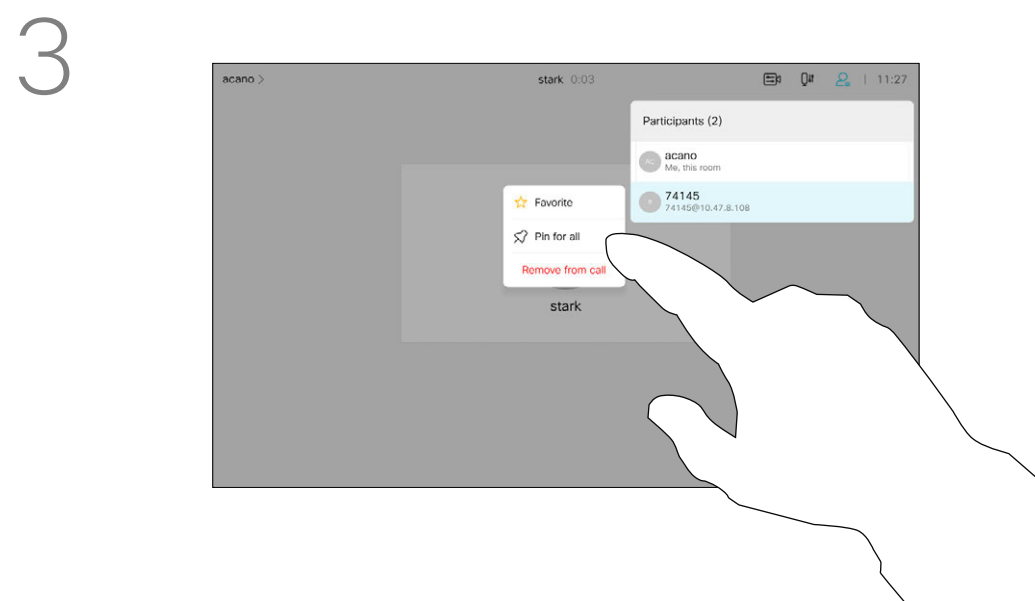 3
acano >
stark 0:03
11:27
Participants (2)
AC
acano
Me, this room
74145
74145@10.47.8.108
Favorite
Pin for all
Remove from call
stark